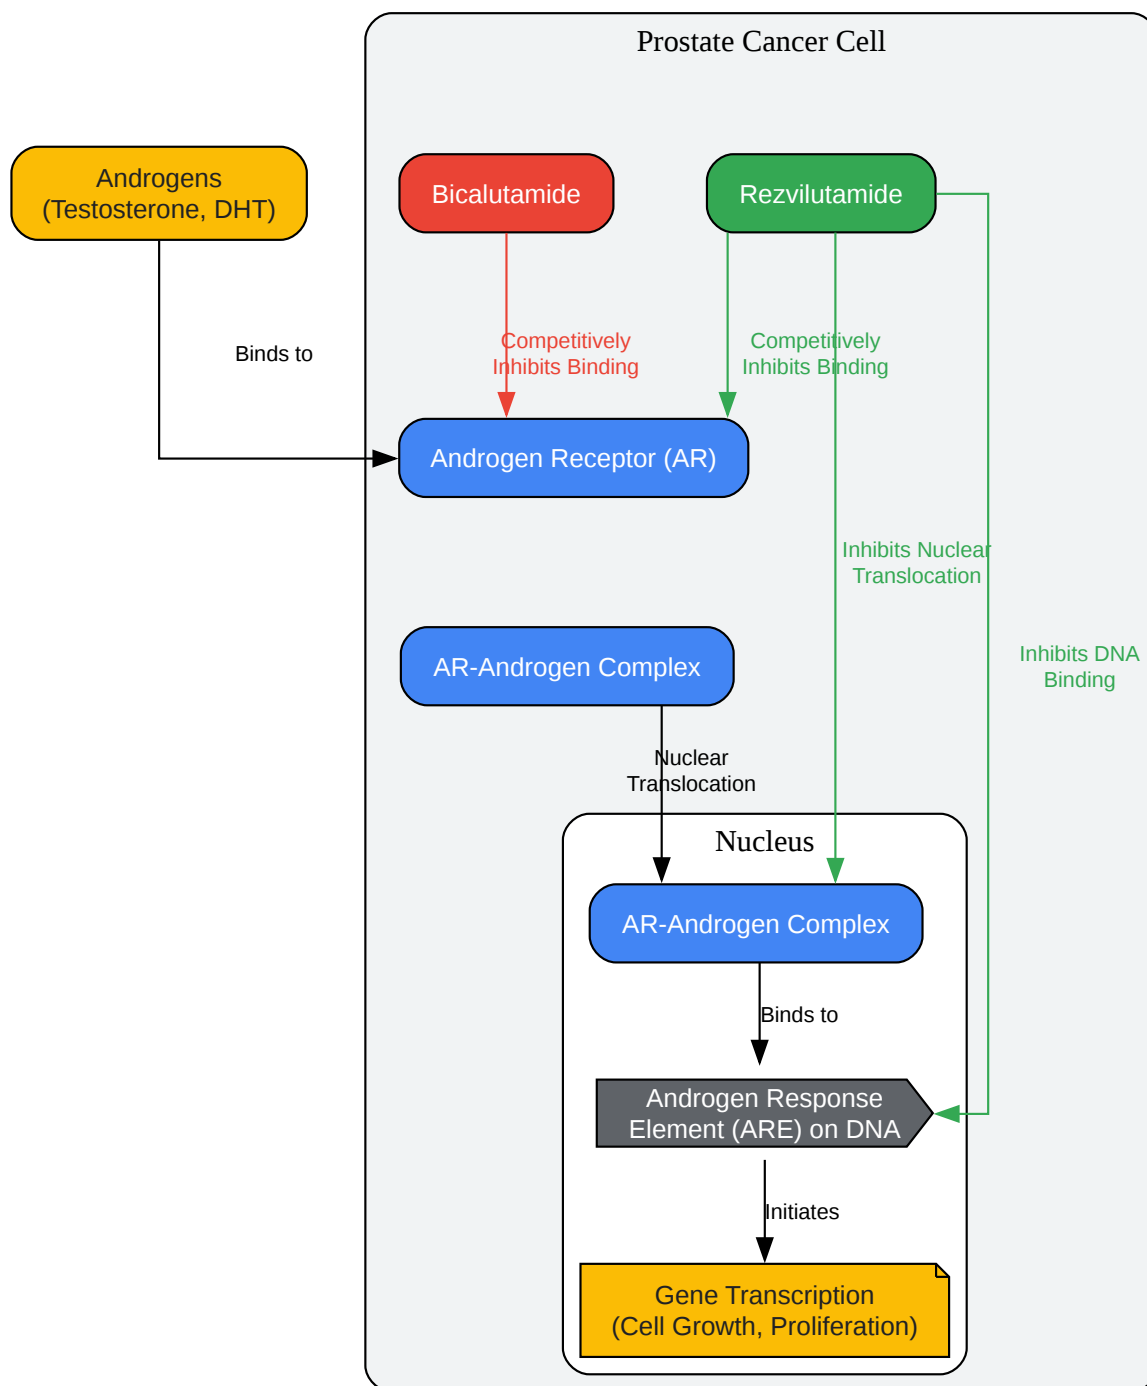 Prostate Cancer Cell
Androgens
(Testosterone, DHT)
Bicalutamide
Rezvilutamide
Binds to
Competitively
Inhibits Binding
Competitively
Inhibits Binding
Androgen Receptor (AR)
Inhibits Nuclear
Translocation
AR-Androgen Complex
Inhibits DNA
Binding
Nuclear
Translocation
Nucleus
AR-Androgen Complex
Binds to
Androgen Response
Element (ARE) on DNA
Initiates
Gene Transcription
(Cell Growth, Proliferation)